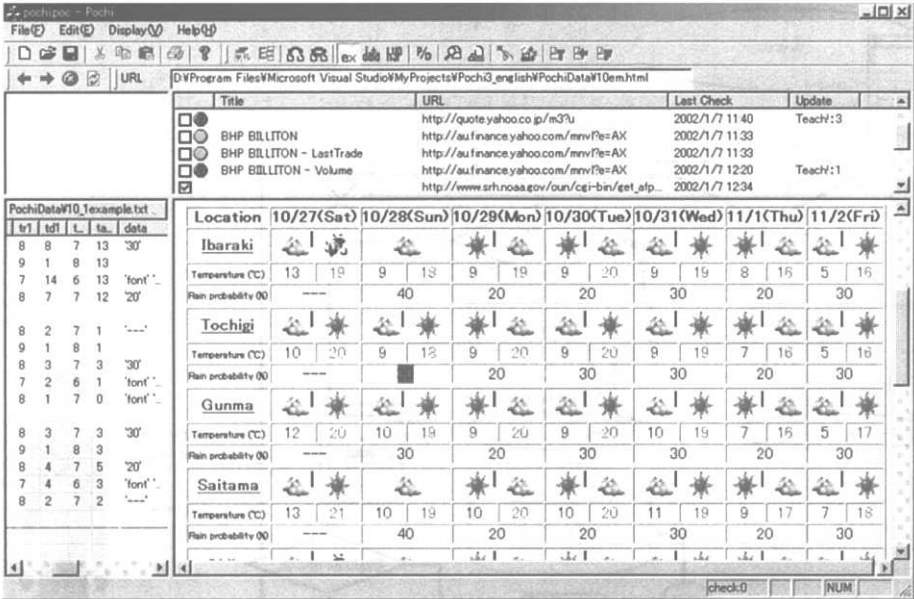 pochipoc - Pochi
File(F) Edit(E) Display(V) Help(H)
URL D:¥Program Files¥Microsoft Visual Studio¥MyProjects¥Pochi3_english¥PochiData¥10em.html
Title URL Last Check Update
http://quote.yahoo.co.jp/m3?u 2002/1/7 11:40 Teach!:3
BHP BILLITON http://au.finance.yahoo.com/mnvl?e=AX 2002/1/7 11:33
BHP BILLITON - LastTrade http://au.finance.yahoo.com/mnvl?e=AX 2002/1/7 11:33
BHP BIILLITON - Volume http://au.finance.yahoo.com/mnvl?e=AX 2002/1/7 12:20 Teach!:1
http://www.srh.noaa.gov/oun/cgi-bin/get_afp... 2002/1/7 12:34
PochiData¥10_1example.txt
tr1 td1 t... ta... data
8 8 7 13 '30'
9 1 8 13
7 14 6 13 'font' '...
8 7 7 12 '20'
8 2 7 1 '---'
9 1 8 1
8 3 7 3 '30'
7 2 6 1 'font' '...
8 1 7 0 'font' '...
8 3 7 3 '30'
9 1 8 3
8 4 7 5 '20'
7 4 6 3 'font' '...
8 2 7 2 '---'
Location 10/27(Sat) 10/28(Sun) 10/29(Mon) 10/30(Tue) 10/31(Wed) 11/1(Thu) 11/2(Fri)
Ibaraki
Temperature (℃) 13 19 9 18 9 19 9 20 9 19 8 16 5 16
Rain probability (%) --- 40 20 20 30 20 30
Tochigi
Temperature (℃) 10 20 9 18 9 20 9 20 9 19 7 16 5 16
Rain probability (%) --- 20 20 30 20 30
Gunma
Temperature (℃) 12 20 10 19 9 20 9 20 10 19 7 16 5 17
Rain probability (%) --- 30 20 20 30 20 30
Saitama
Temperature (℃) 13 21 10 19 10 20 10 20 11 19 9 17 7 18
Rain probability (%) --- 40 20 20 30 20 30
check:0 NUM